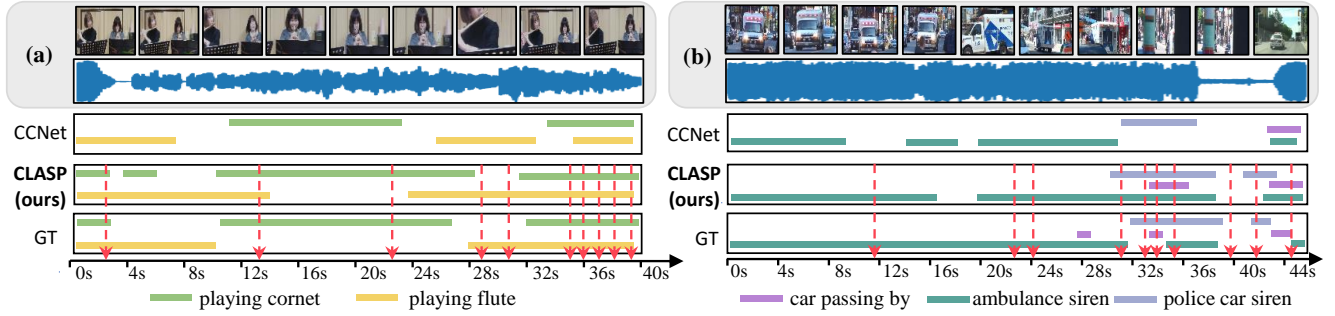 (a)
CCNet
CLASP
(ours)
GT
0s 4s 8s 12s 16s 20s 24s 28s 32s 36s 40s
playing cornet playing flute
(b)
CCNet
CLASP
(ours)
GT
0s 4s 8s 12s 16s 20s 24s 28s 32s 36s 40s 44s
car passing by ambulance siren police car siren